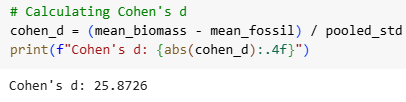 # Calculating Cohen's d
cohen_d = (mean_biomass - mean_fossil) / pooled_std
print(f"Cohen's d: {abs(cohen_d):.4f}")
Cohen's d: 25.8726